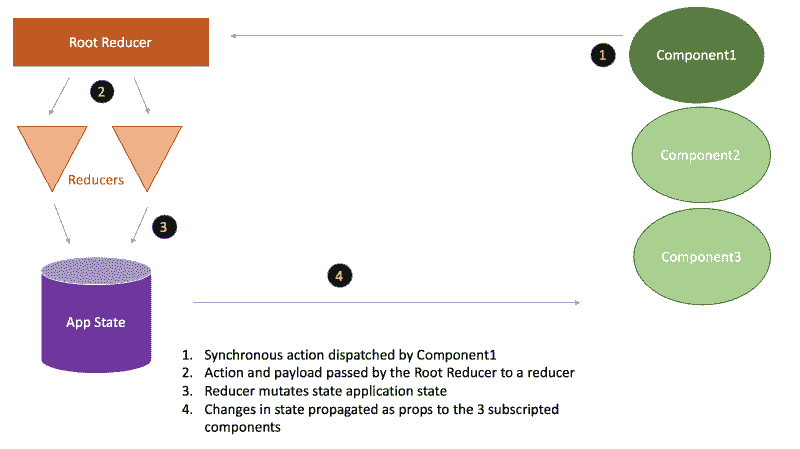 Root Reducer
1
Component1
2
Component2
Reducers
3
Component3
4
App State
1. Synchronous action dispatched by Component1
2. Action and payload passed by the Root Reducer to a reducer
3. Reducer mutates state application state
4. Changes in state propagated as props to the 3 subscripted
components